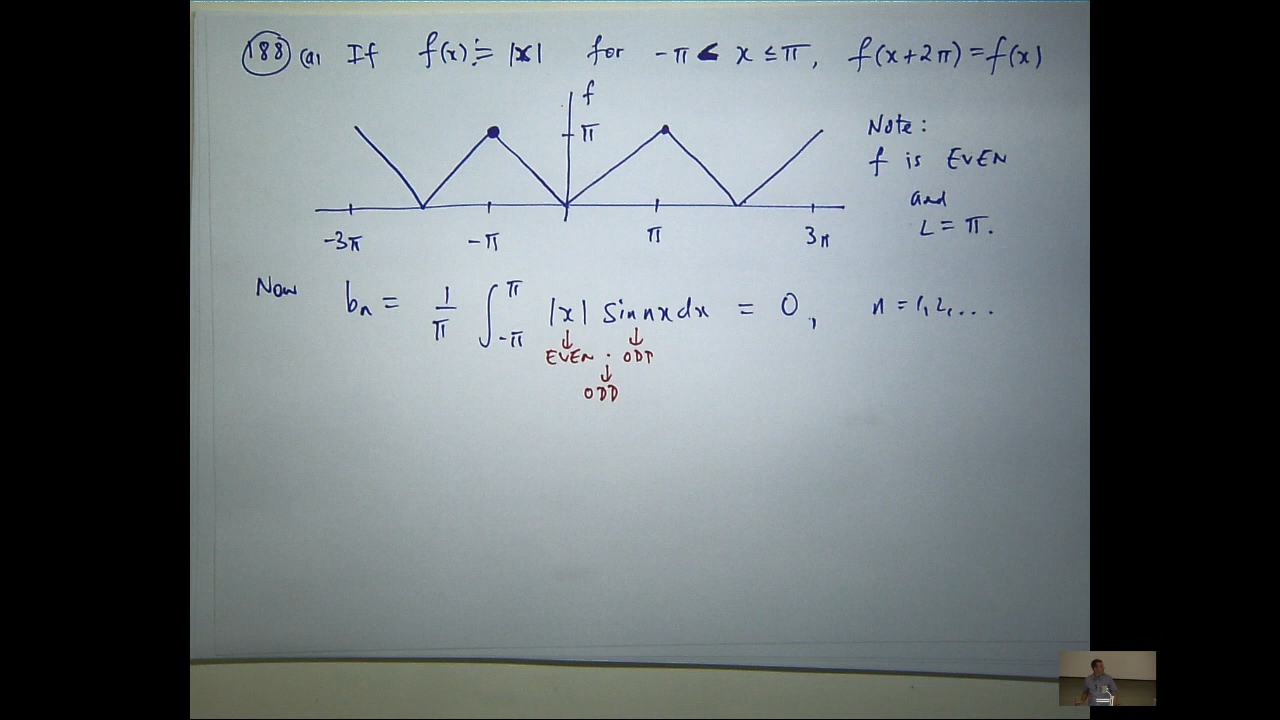 188 (a) If f(x) := |x| for -π < x ≤ π, f(x+2π) = f(x)
f
π
-3π -π π 3π
Note:
f is EVEN
and
L = π.
Now bₙ = 1/π ∫_{-π}^{π} |x| sin nx dx = 0, n = 1, 2, ...
↓ ↓
EVEN · ODD
↓
ODD